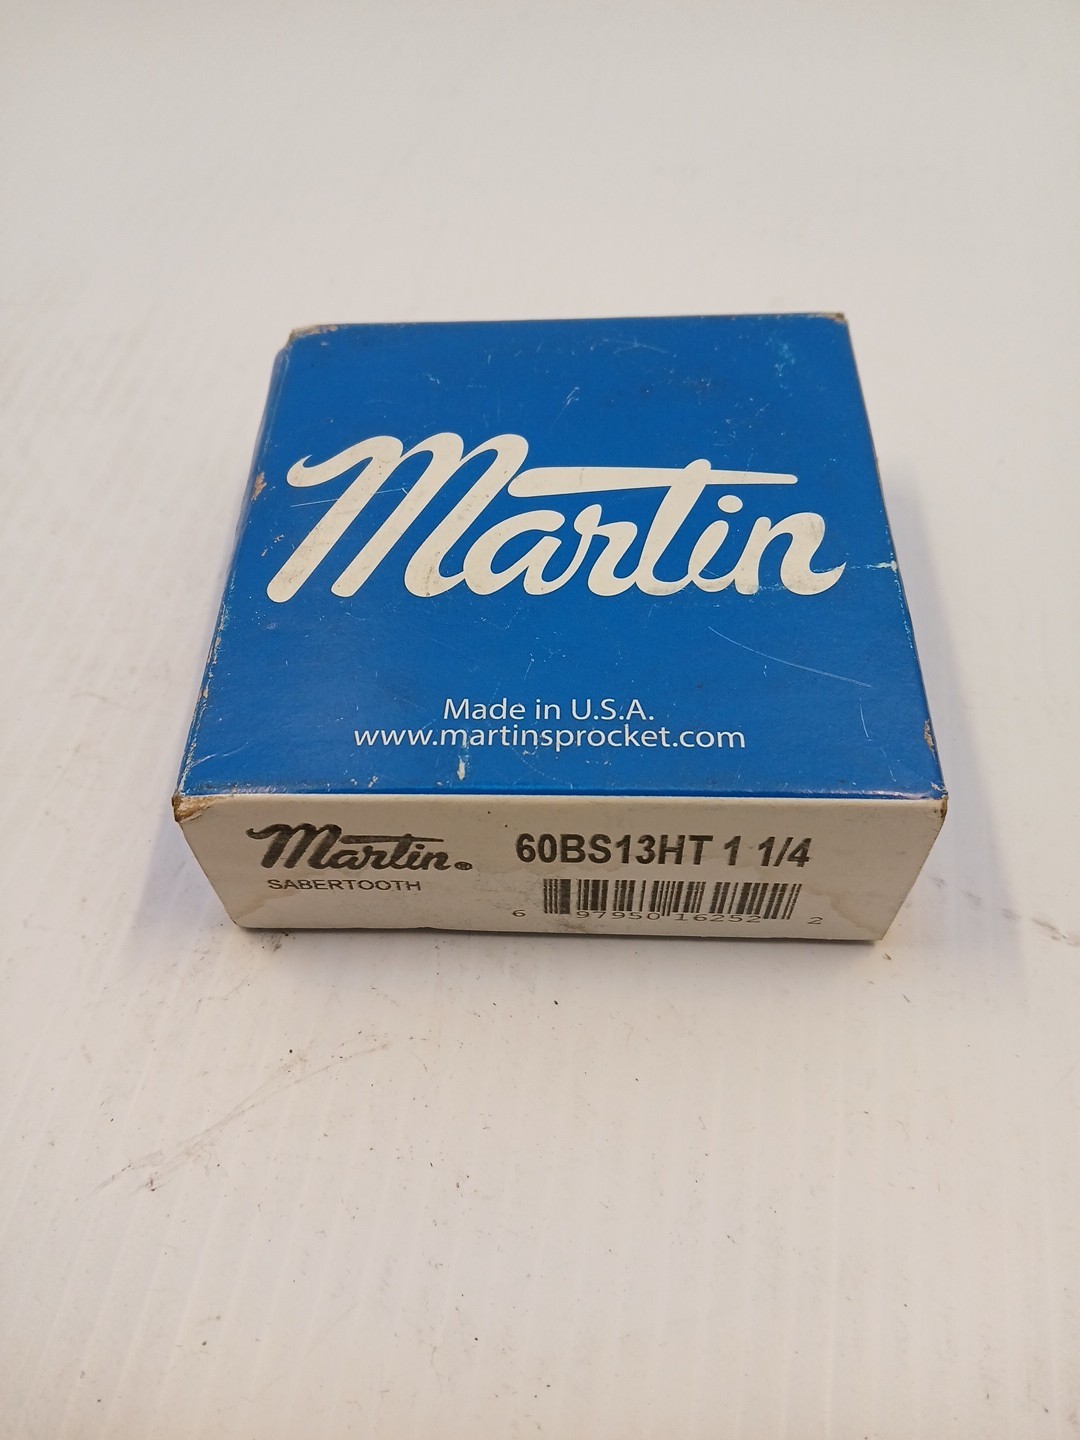 Martin
Made in U.S.A.
www.martinsprocket.com
Martin® 60BS13HT 1 1/4
SABERTOOTH
6 97950 16252 2